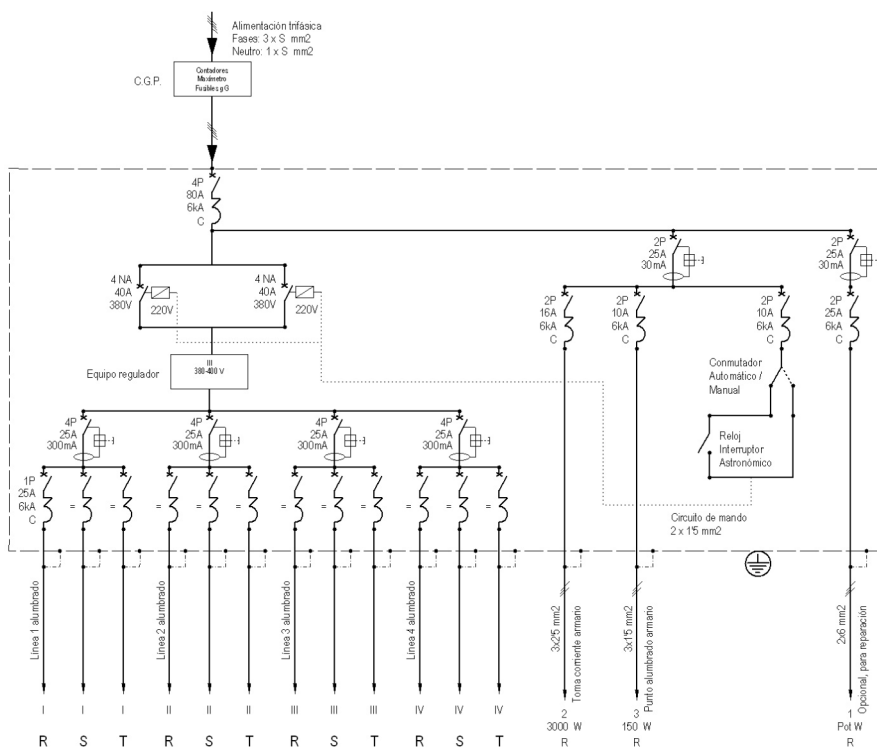 Alimentación trifásica
Fases: 3 x S mm2
Neutro: 1 x S mm2
C.G.P.
Contadores
Maxímetro
Fusibles gG
4P
80A
6kA
C
4 NA
40A
380V
220V
4 NA
40A
380V
220V
2P
25A
30mA
2P
25A
30mA
2P
16A
6kA
C
2P
10A
6kA
C
2P
10A
6kA
C
2P
25A
6kA
C
Equipo regulador
III
380-400 V
Conmutador
Automático /
Manual
Reloj
Interruptor
Astronómico
4P
25A
300mA
4P
25A
300mA
4P
25A
300mA
4P
25A
300mA
1P
25A
6kA
C
= = = = = = = = = = =
Circuito de mando
2 x 1'5 mm2
Línea 1 alumbrado
Línea 2 alumbrado
Línea 3 alumbrado
Línea 4 alumbrado
3x2'5 mm2
Toma corriente armario
3x1'5 mm2
Punto alumbrado armario
2x6 mm2
Opcional, para reparación
I I I II II II III III III IV IV IV
R S T R S T R S T R S T
2
3000 W
R
3
150 W
R
1
Pot W
R